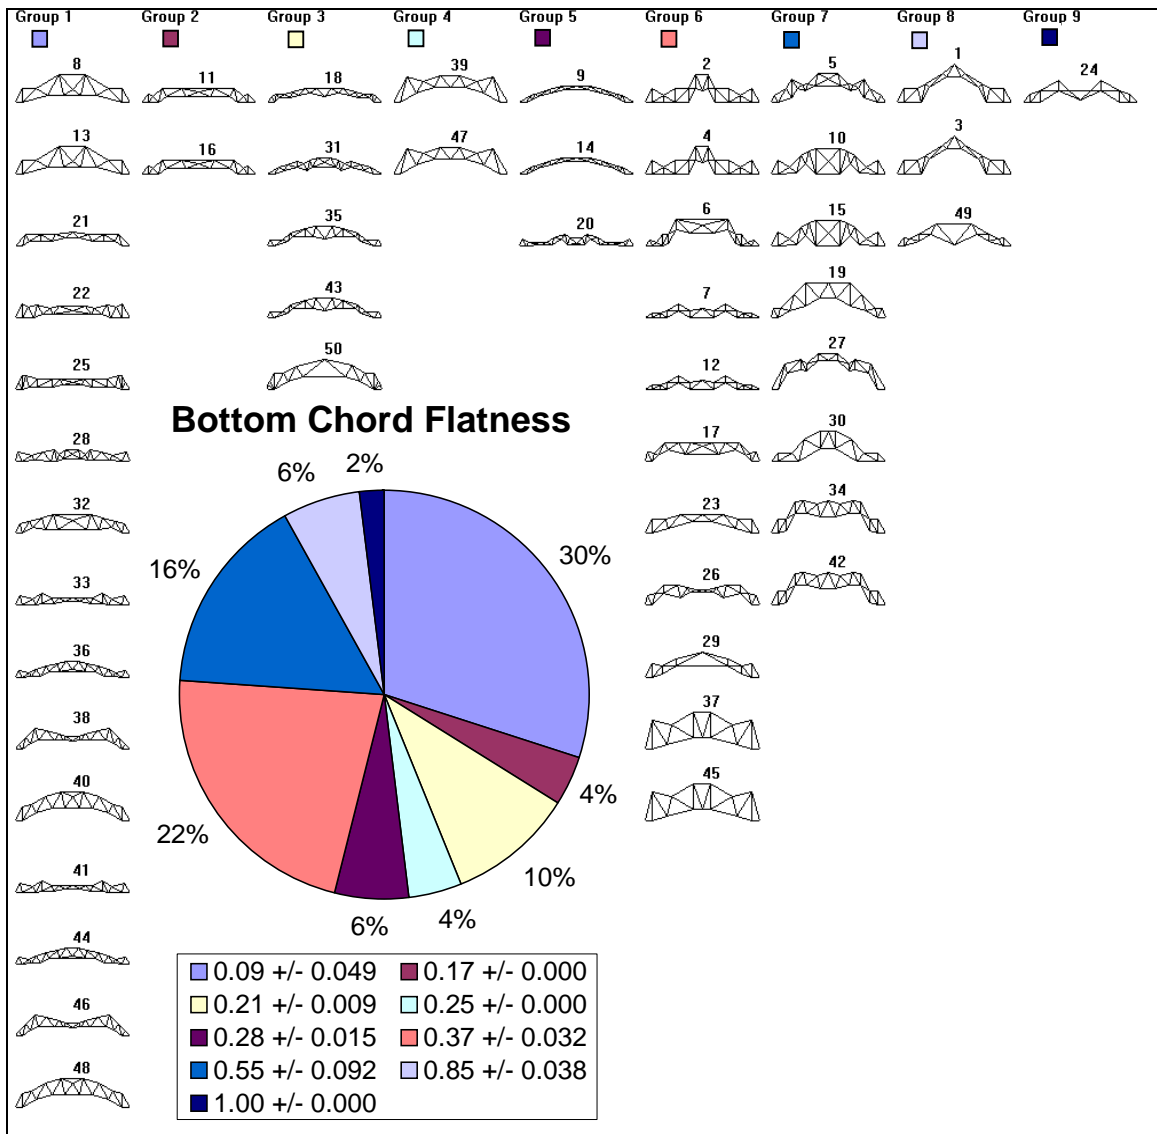 Group 1 Group 2 Group 3 Group 4 Group 5 Group 6 Group 7 Group 8 Group 9
8 11 18 39 9 2 5 1 24
13 16 31 47 14 4 10 3
21 35 20 6 15 49
22 43 7 19
25 50 12 27
Bottom Chord Flatness
28 17 30
6% 2%
32 23 34
30%
16%
33 26 42
36 29
38 37
40 45
4%
22%
10%
41
6% 4%
44
0.09 +/- 0.049 0.17 +/- 0.000
0.21 +/- 0.009 0.25 +/- 0.000
46
0.28 +/- 0.015 0.37 +/- 0.032
48
0.55 +/- 0.092 0.85 +/- 0.038
1.00 +/- 0.000